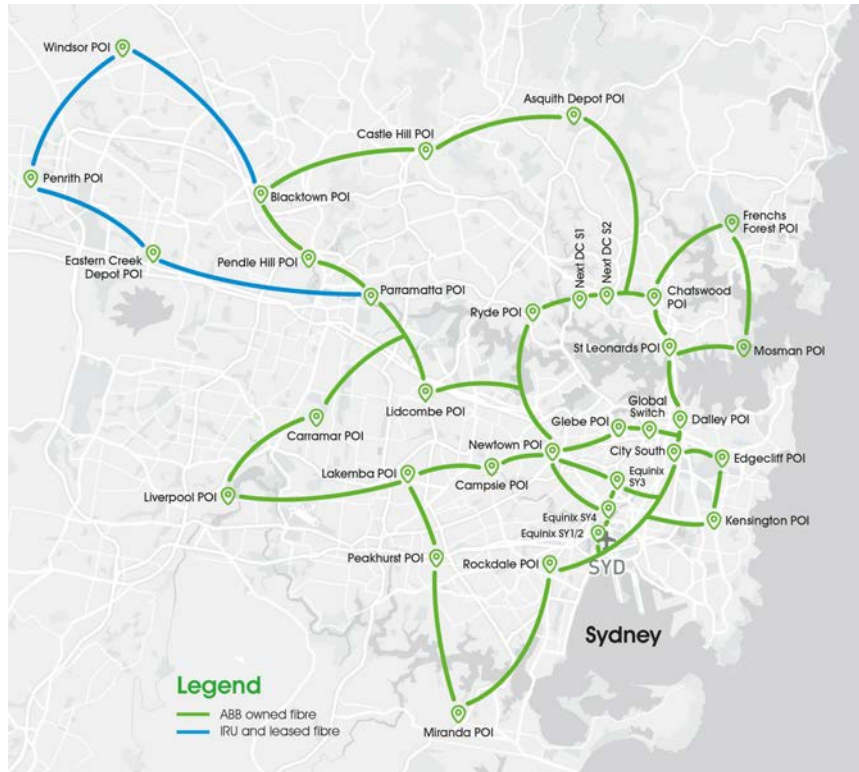 Windsor POI
Asquith Depot POI
Castle Hill POI
Penrith POI
Blacktown POI
Frenchs
Forest POI
Eastern Creek
Depot POI
Pendle Hill POI
Next DC S1
Next DC S2
Parramatta POI
Ryde POI
Chatswood
POI
St Leonards POI
Mosman POI
Lidcombe POI
Global
Switch
Carramar POI
Glebe POI
Dalley POI
Newtown POI
City South
Edgecliff POI
Lakemba POI
Campsie POI
Equinix
SY3
Liverpool POI
Equinix SY4
Kensington POI
Equinix SY1/2
Peakhurst POI
Rockdale POI
SYD
Sydney
Legend
ABB owned fibre
IRU and leased fibre
Miranda POI